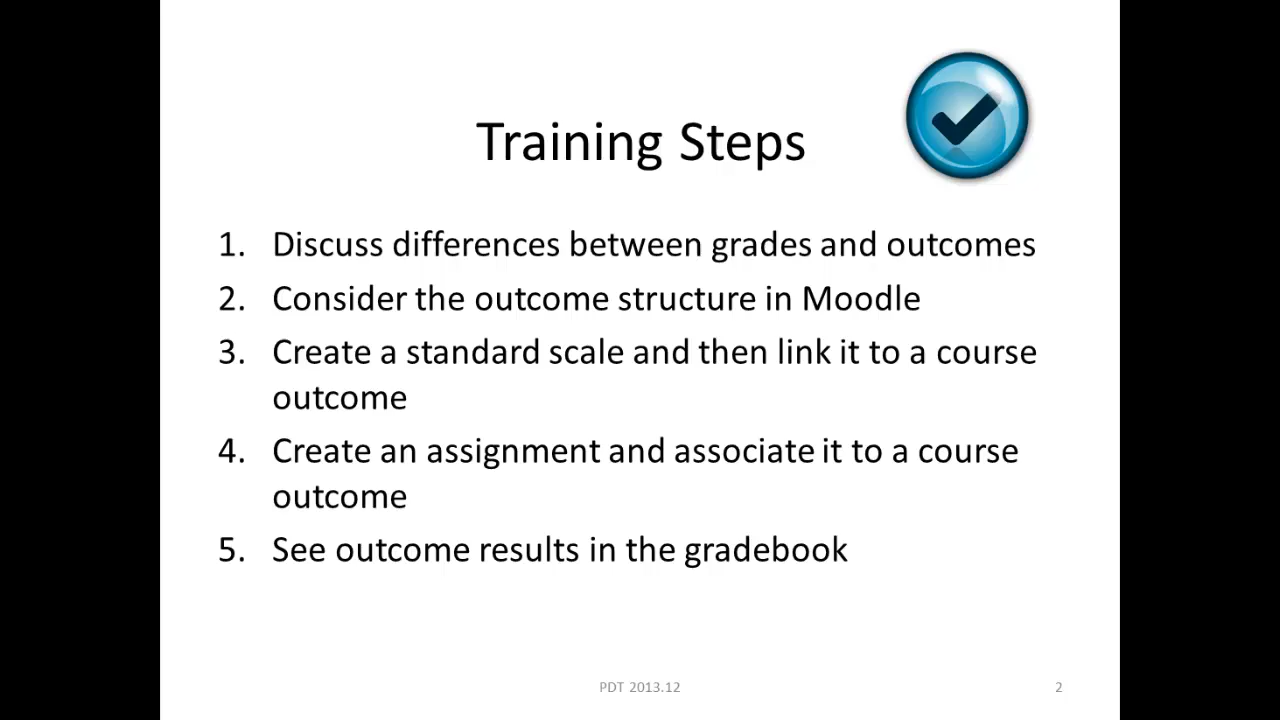 Training Steps
1. Discuss differences between grades and outcomes
2. Consider the outcome structure in Moodle
3. Create a standard scale and then link it to a course
outcome
4. Create an assignment and associate it to a course
outcome
5. See outcome results in the gradebook
PDT 2013.12
2